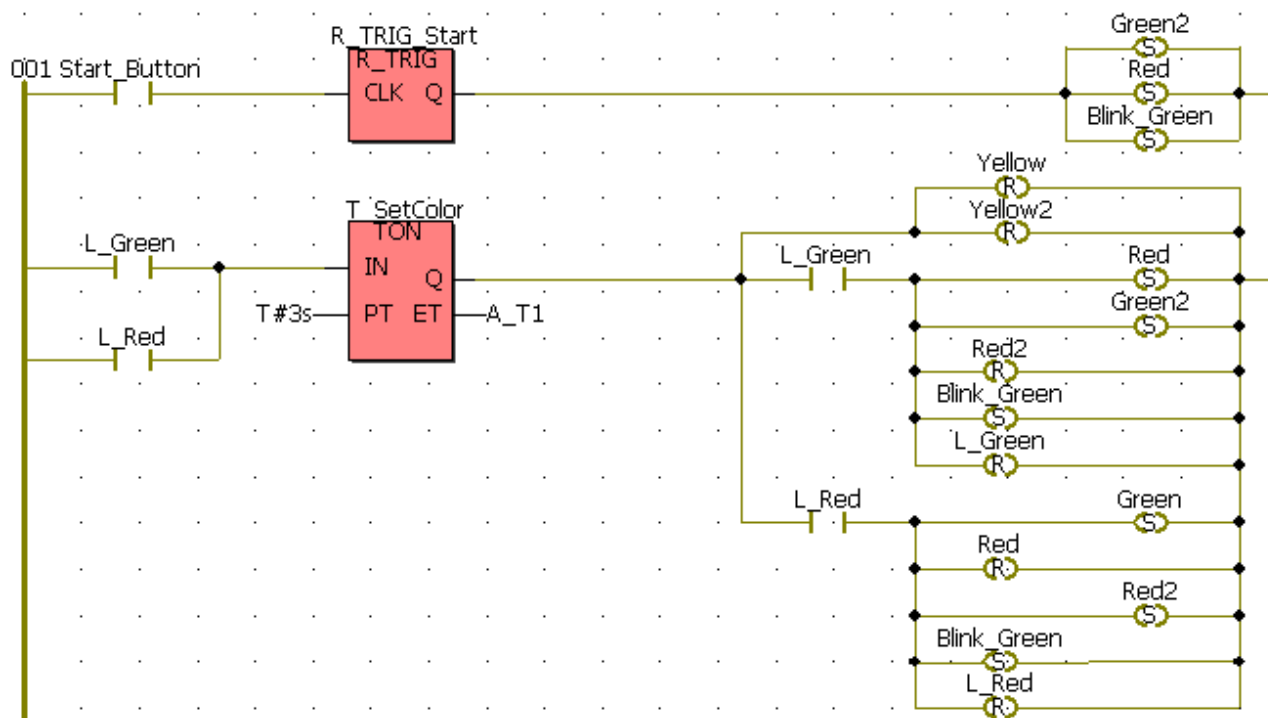 Green2
R_TRIG_Start
001 Start_Button
R_TRIG
Red
CLK Q
S
S
Blink_Green
S
Yellow
R
T_SetColor
Yellow2
TON
R
L_Green
L_Green
Red
IN
Q
S
T#3s PT ET A_T1
Green2
S
L_Red
Red2
R
Blink_Green
S
L_Green
R
L_Red
Green
S
Red
R
Red2
S
Blink_Green
S
L_Red
R